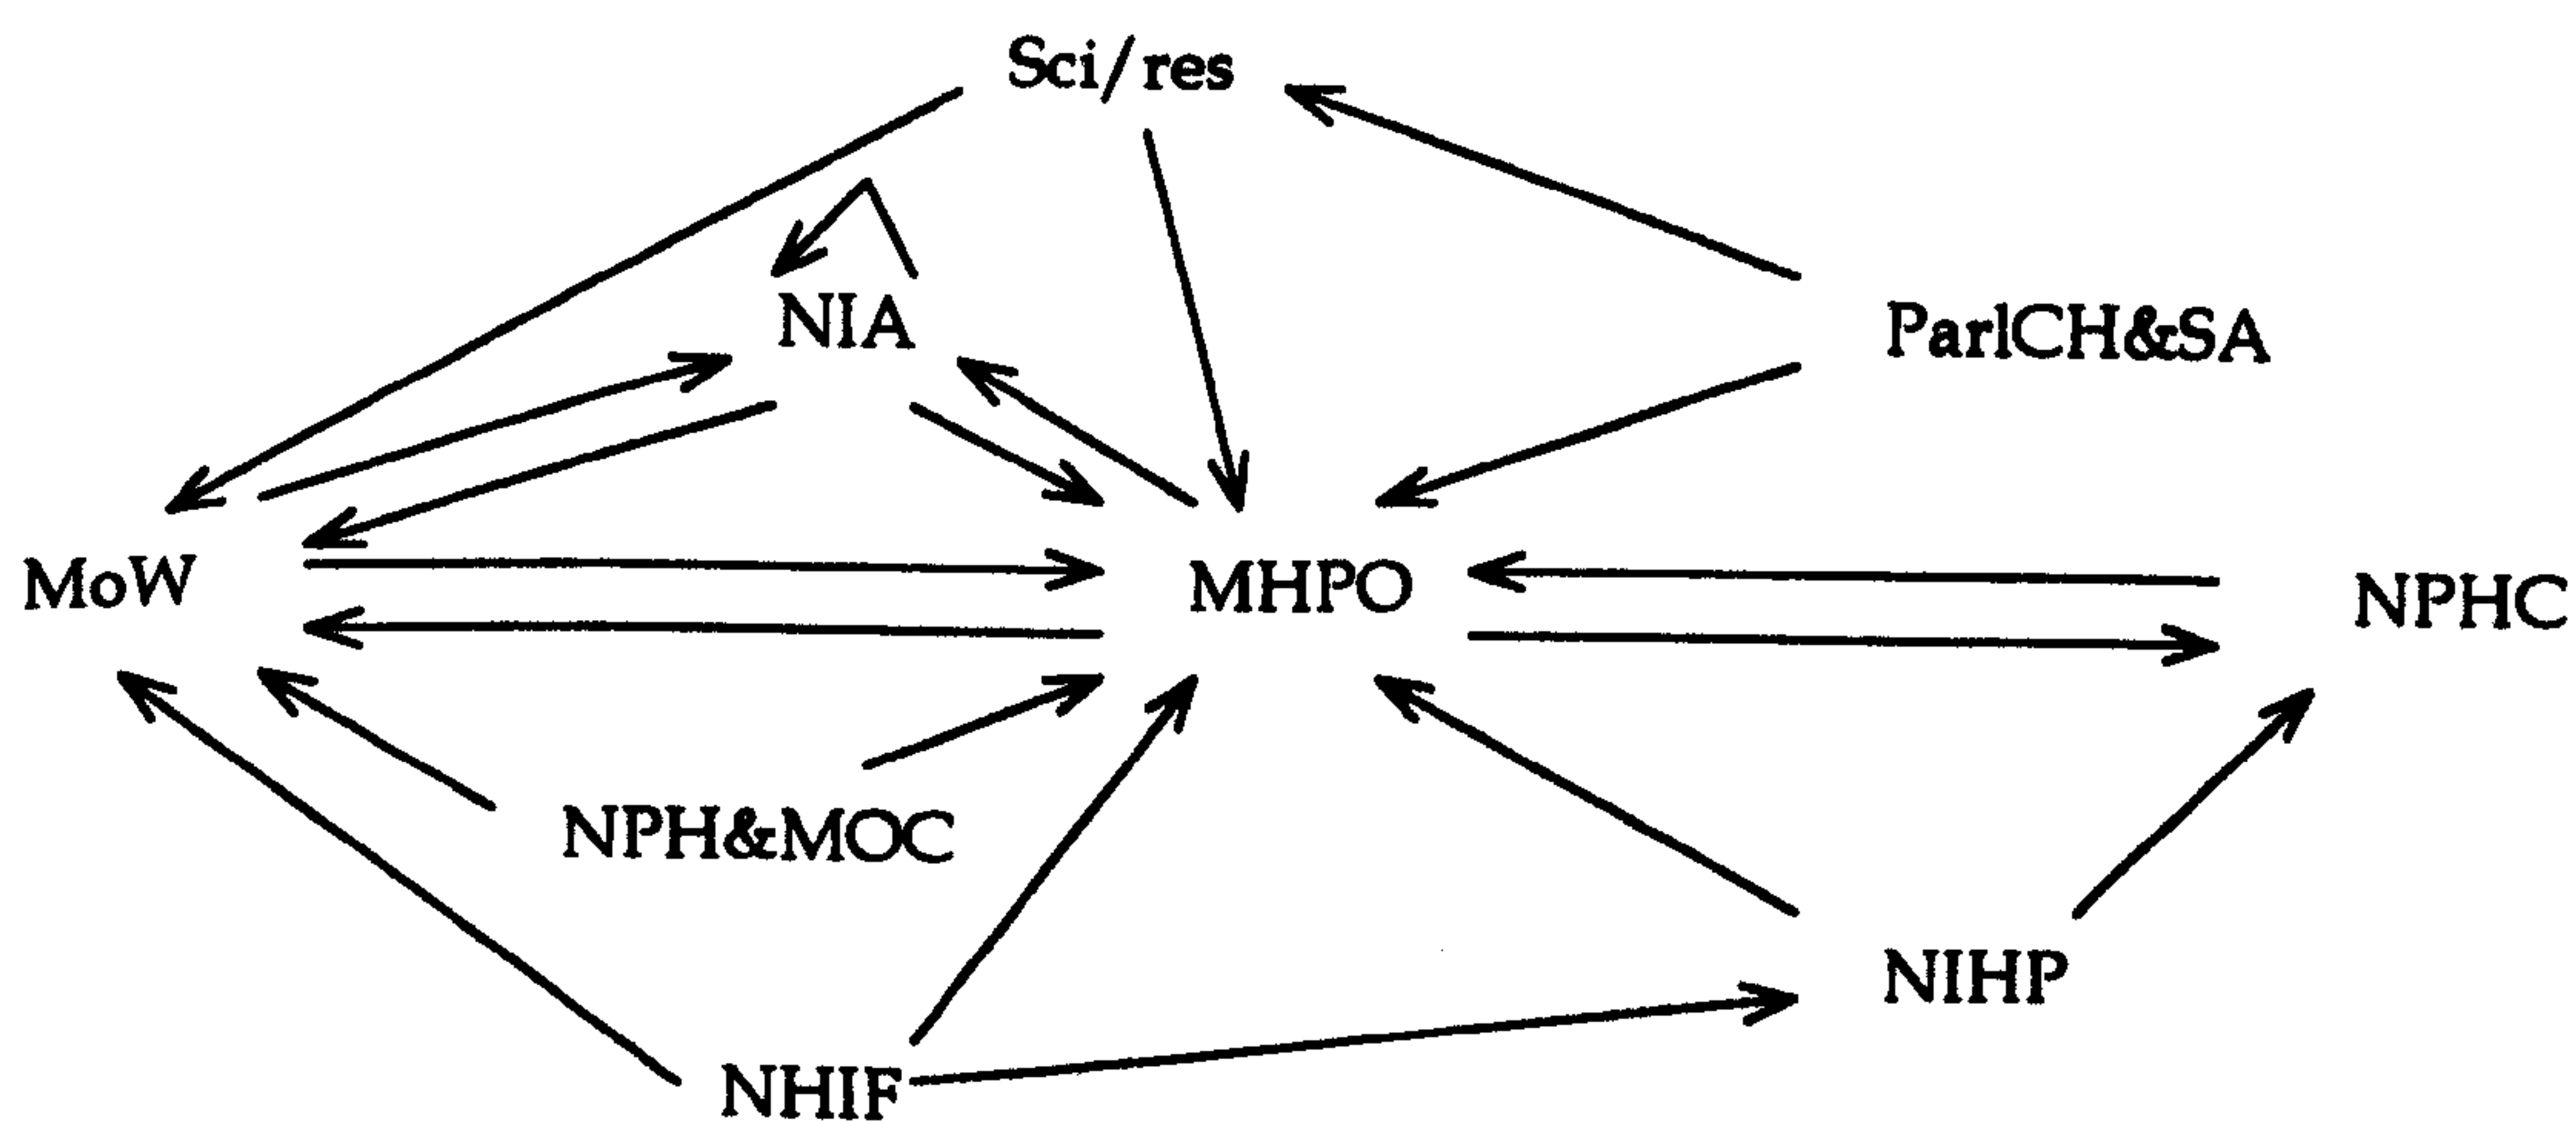 Sci/res
NIA
ParlCH&SA
MoW
MHPO
NPHC
NPH&MOC
NIHP
NHIF